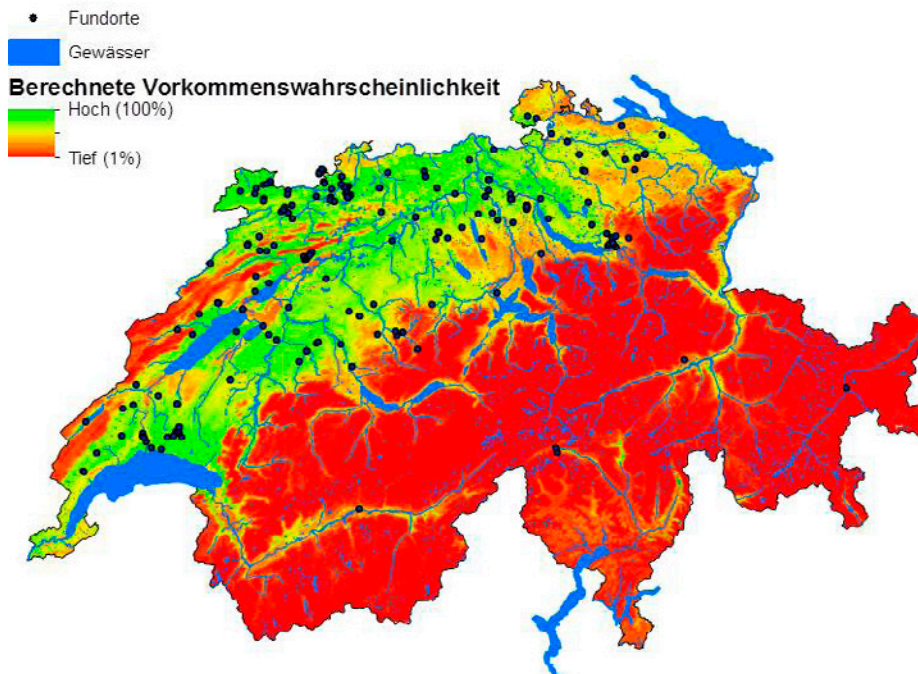 Fundorte
Gewässer
Berechnete Vorkommenswahrscheinlichkeit
Hoch (100%)
Tief (1%)